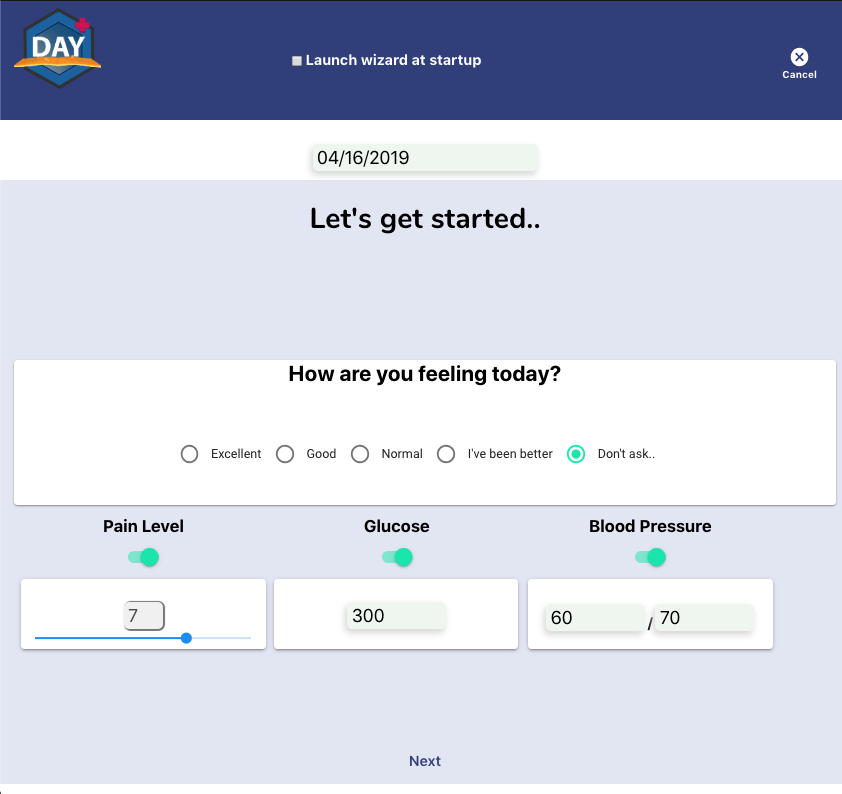 DAY
Launch wizard at startup
Cancel
04/16/2019
Let's get started..
How are you feeling today?
Excellent Good Normal I've been better Don't ask..
Pain Level Glucose Blood Pressure
7 300 60 / 70
Next